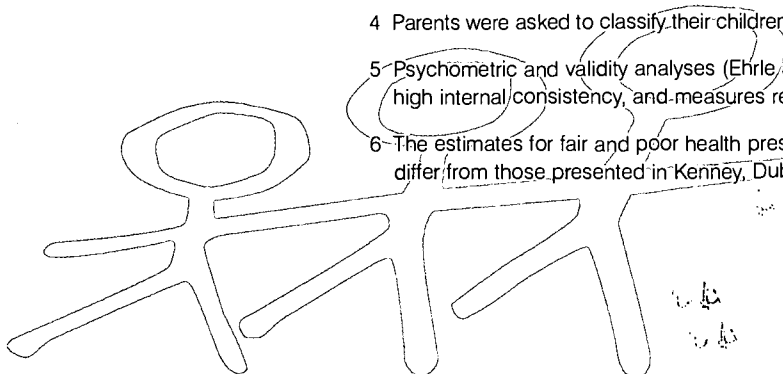 4 Parents were asked to classify their children
5 Psychometric and validity analyses (Ehrle
high internal consistency, and measures re
6 The estimates for fair and poor health pres
differ from those presented in Kenney, Dub